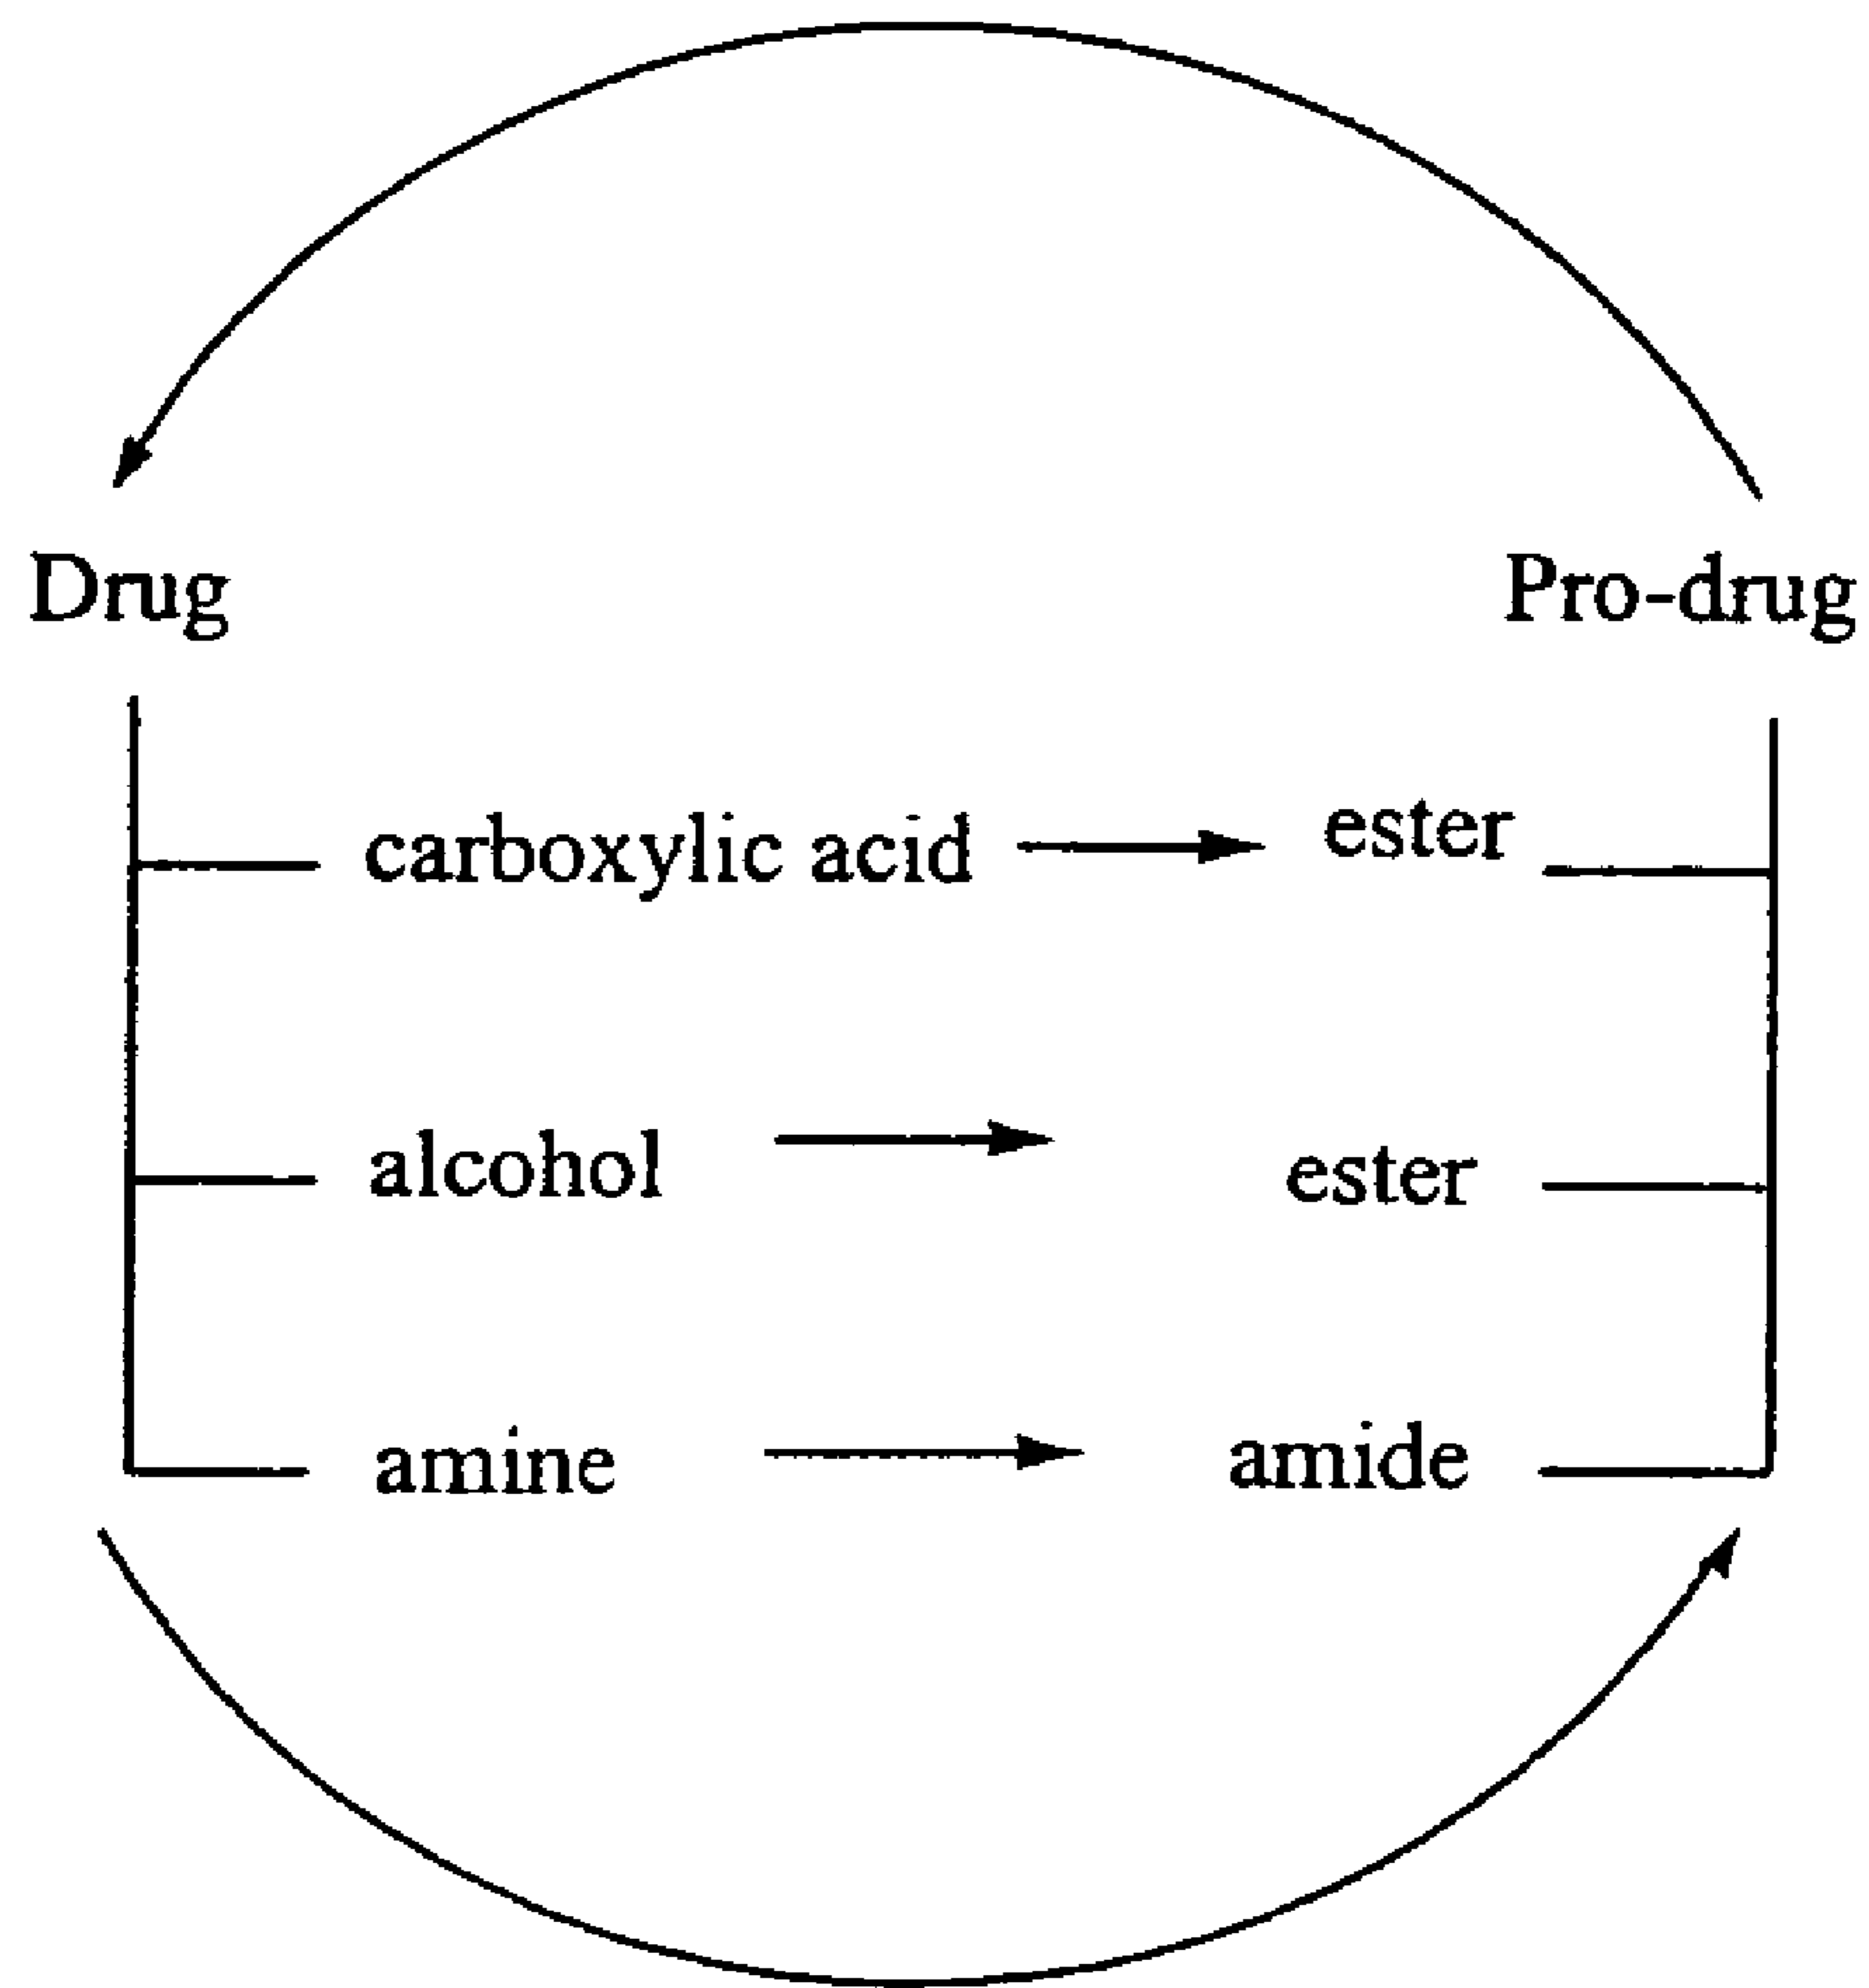 Drug Pro-drug
carboxylic acid ester
alcohol ester
amine amide